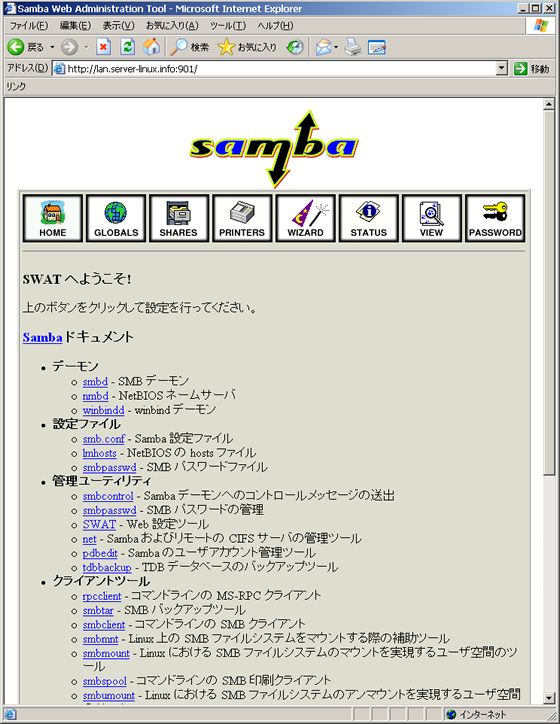 Samba Web Administration Tool - Microsoft Internet Explorer
ファイル(F) 編集(E) 表示(V) お気に入り(A) ツール(T) ヘルプ(H)
戻る 検索 お気に入り
アドレス(D) http://lan.server-linux.info:901/ 移動
リンク
samba
HOME GLOBALS SHARES PRINTERS WIZARD STATUS VIEW PASSWORD
SWAT へようこそ!
上のボタンをクリックして設定を行ってください。
Samba ドキュメント
デーモン
smbd - SMB デーモン
nmbd - NetBIOS ネームサーバ
winbindd - winbind デーモン
設定ファイル
smb.conf - Samba 設定ファイル
lmhosts - NetBIOS の hosts ファイル
smbpasswd - SMB パスワードファイル
管理ユーティリティ
smbcontrol - Samba デーモンへのコントロールメッセージの送出
smbpasswd - SMB パスワードの管理
SWAT - Web 設定ツール
net - Samba およびリモートの CIFS サーバの管理ツール
pdbedit - Samba のユーザアカウント管理ツール
tdbbackup - TDB データベースのバックアップツール
クライアントツール
rpcclient - コマンドラインの MS-RPC クライアント
smbtar - SMB バックアップツール
smbclient - コマンドラインの SMB クライアント
smbmnt - Linux 上の SMB ファイルシステムをマウントする際の補助ツール
smbmount - Linux における SMB ファイルシステムのマウントを実現するユーザ空間のツ
ール
smbspool - コマンドラインの SMB 印刷クライアント
smbumount - Linux における SMB ファイルシステムのアンマウントを実現するユーザ空間
インターネット